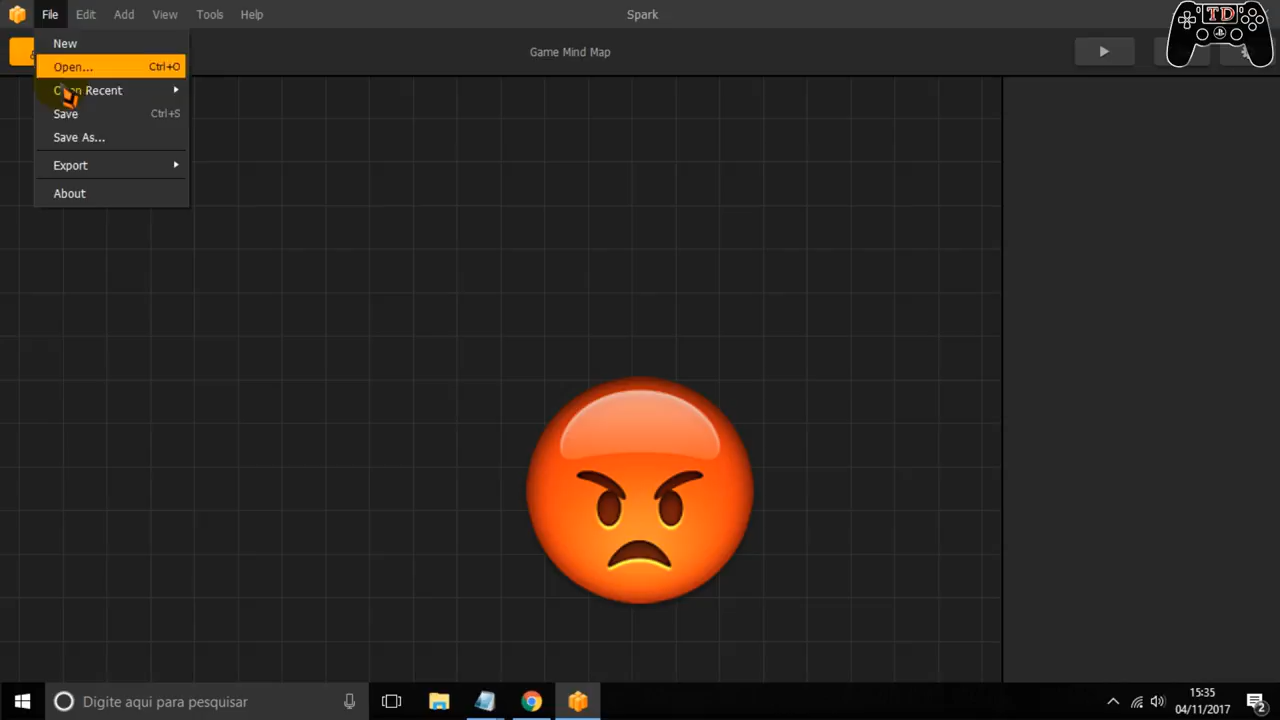 File Edit Add View Tools Help Spark
TD
New
Open... Ctrl+O
Recent
Save Ctrl+S
Save As...
Export
About
Game Mind Map
Digite aqui para pesquisar
15:35
04/11/2017
2